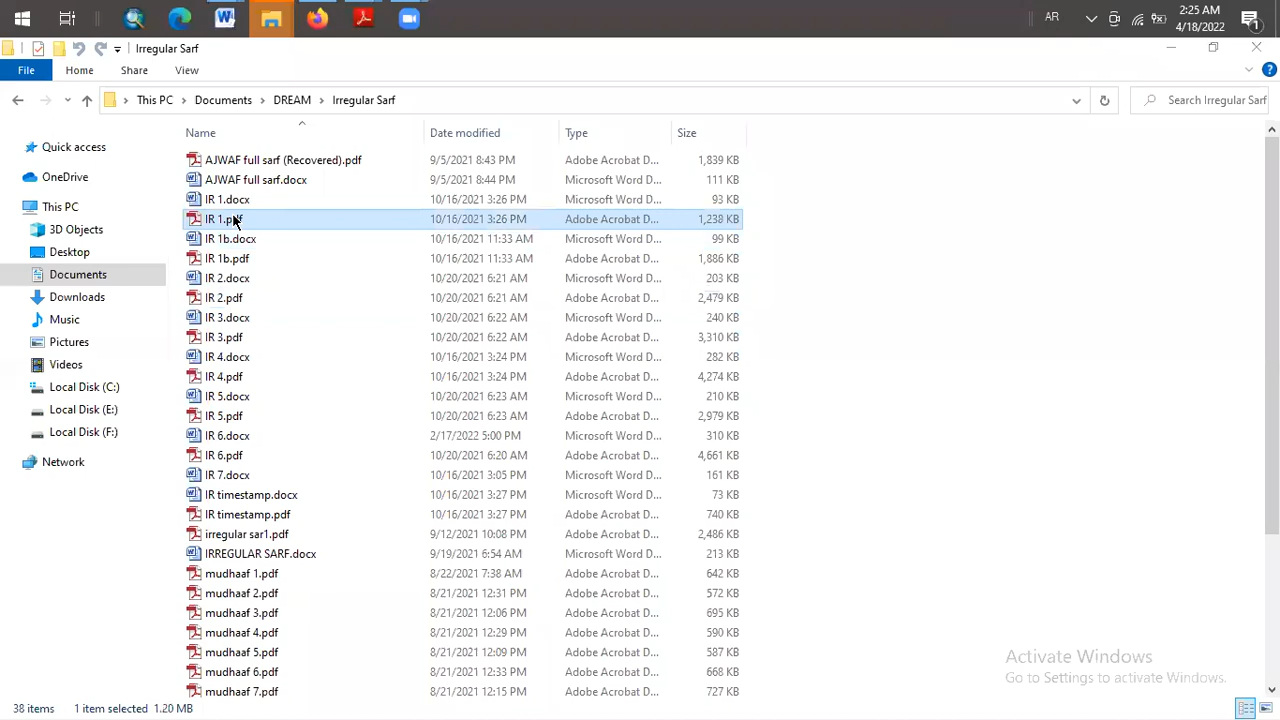 AR
2:25 AM
4/18/2022
1
Irregular Sarf
File Home Share View
This PC Documents DREAM Irregular Sarf
Search Irregular Sarf
Name Date modified Type Size
Quick access
OneDrive
This PC
3D Objects
Desktop
Documents
Downloads
Music
Pictures
Videos
Local Disk (C:)
Local Disk (E:)
Local Disk (F:)
Network
AJWAF full sarf (Recovered).pdf 9/5/2021 8:43 PM Adobe Acrobat D... 1,839 KB
AJWAF full sarf.docx 9/5/2021 8:44 PM Microsoft Word D... 111 KB
IR 1.docx 10/16/2021 3:26 PM Microsoft Word D... 93 KB
IR 1.pdf 10/16/2021 3:26 PM Adobe Acrobat D... 1,238 KB
IR 1b.docx 10/16/2021 11:33 AM Microsoft Word D... 99 KB
IR 1b.pdf 10/16/2021 11:33 AM Adobe Acrobat D... 1,886 KB
IR 2.docx 10/20/2021 6:21 AM Microsoft Word D... 203 KB
IR 2.pdf 10/20/2021 6:21 AM Adobe Acrobat D... 2,479 KB
IR 3.docx 10/20/2021 6:22 AM Microsoft Word D... 240 KB
IR 3.pdf 10/20/2021 6:22 AM Adobe Acrobat D... 3,310 KB
IR 4.docx 10/16/2021 3:24 PM Microsoft Word D... 282 KB
IR 4.pdf 10/16/2021 3:24 PM Adobe Acrobat D... 4,274 KB
IR 5.docx 10/20/2021 6:23 AM Microsoft Word D... 210 KB
IR 5.pdf 10/20/2021 6:23 AM Adobe Acrobat D... 2,979 KB
IR 6.docx 2/17/2022 5:00 PM Microsoft Word D... 310 KB
IR 6.pdf 10/20/2021 6:20 AM Adobe Acrobat D... 4,661 KB
IR 7.docx 10/16/2021 3:05 PM Microsoft Word D... 161 KB
IR timestamp.docx 10/16/2021 3:27 PM Microsoft Word D... 73 KB
IR timestamp.pdf 10/16/2021 3:27 PM Adobe Acrobat D... 740 KB
irregular sar1.pdf 9/12/2021 10:08 PM Adobe Acrobat D... 2,486 KB
IRREGULAR SARF.docx 9/19/2021 6:54 AM Microsoft Word D... 213 KB
mudhaaf 1.pdf 8/22/2021 7:38 AM Adobe Acrobat D... 642 KB
mudhaaf 2.pdf 8/21/2021 12:31 PM Adobe Acrobat D... 572 KB
mudhaaf 3.pdf 8/21/2021 12:06 PM Adobe Acrobat D... 695 KB
mudhaaf 4.pdf 8/21/2021 12:29 PM Adobe Acrobat D... 590 KB
mudhaaf 5.pdf 8/21/2021 12:09 PM Adobe Acrobat D... 587 KB
mudhaaf 6.pdf 8/21/2021 12:33 PM Adobe Acrobat D... 668 KB
mudhaaf 7.pdf 8/21/2021 12:15 PM Adobe Acrobat D... 727 KB
Activate Windows
Go to Settings to activate Windows.
38 items 1 item selected 1.20 MB